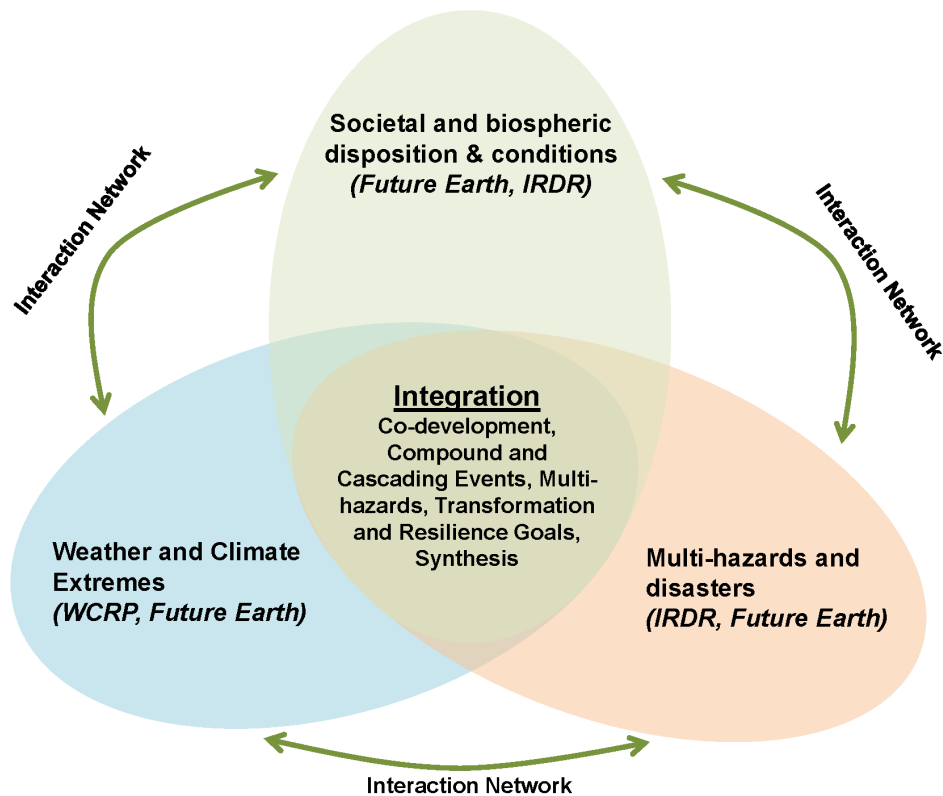 Societal and biospheric
disposition & conditions
(Future Earth, IRDR)
Interaction Network
Interaction Network
Integration
Co-development,
Compound and
Cascading Events, Multi-
hazards, Transformation
and Resilience Goals,
Synthesis
Weather and Climate
Extremes
(WCRP, Future Earth)
Multi-hazards and
disasters
(IRDR, Future Earth)
Interaction Network